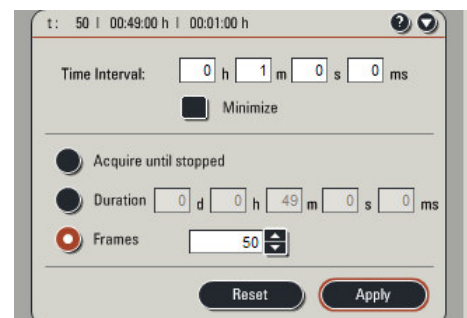 t: 50 | 00:49:00 h | 00:01:00 h ?
Time Interval: 0 h 1 m 0 s 0 ms
Minimize
Acquire until stopped
Duration 0 d 0 h 49 m 0 s 0 ms
Frames 50
Reset Apply